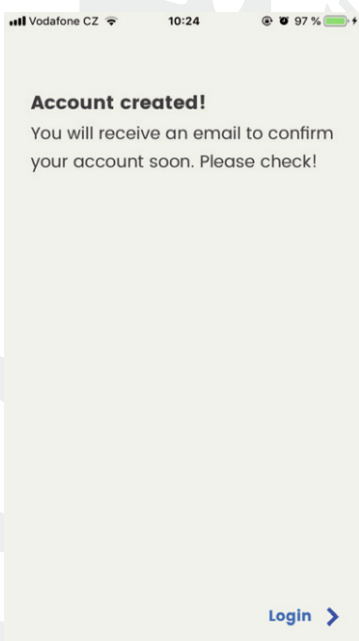 Vodafone CZ 10:24 97 %
Account created!
You will receive an email to confirm
your account soon. Please check!
Login